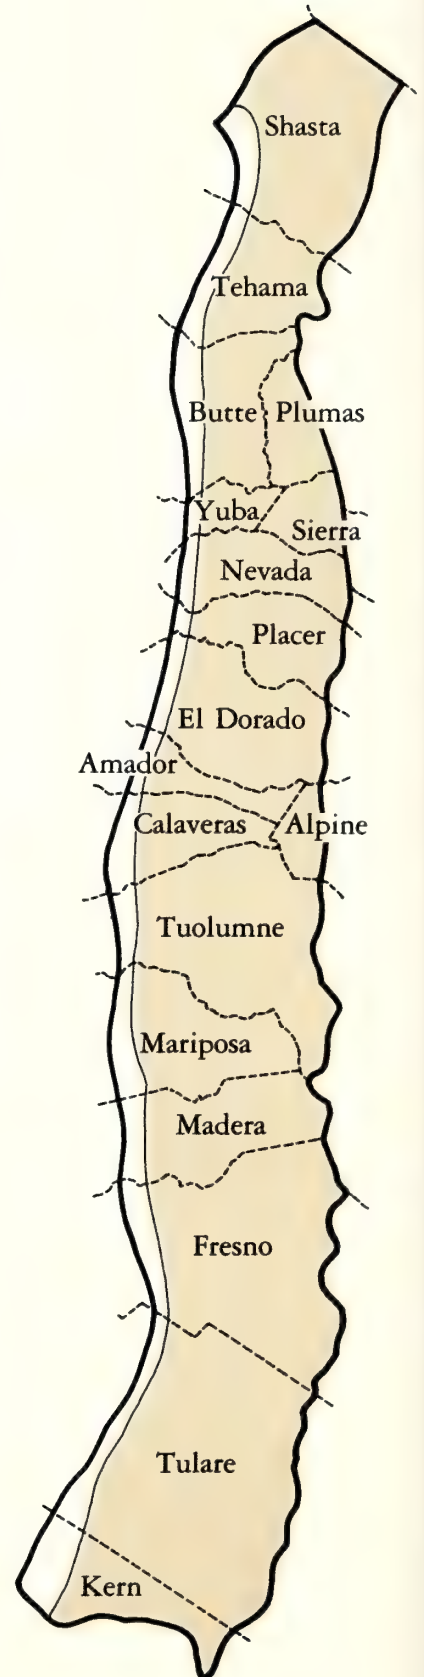 Shasta
Tehama
Butte Plumas
Yuba
Sierra
Nevada
Placer
El Dorado
Amador
Calaveras Alpine
Tuolumne
Mariposa
Madera
Fresno
Tulare
Kern